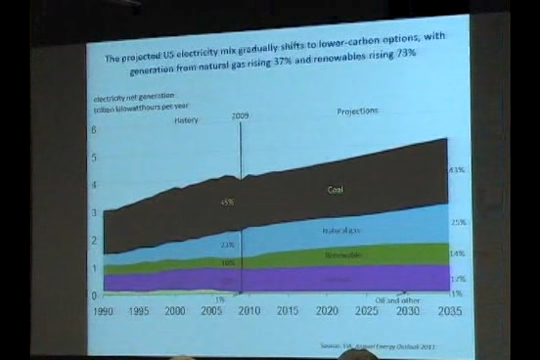 The projected US electricity mix gradually shifts to lower-carbon options, with
generation from natural gas rising 37% and renewables rising 73%
electricity net generation
trillion kilowatthours per year
History
2009
Projections
6
5
4
3
2
1
0
45%
23%
10%
1%
Coal
Natural gas
Renewable
Oil and other
43%
25%
14%
17%
1%
1990 1995 2000 2005 2010 2015 2020 2025 2030 2035
Source: EIA, Annual Energy Outlook 2011